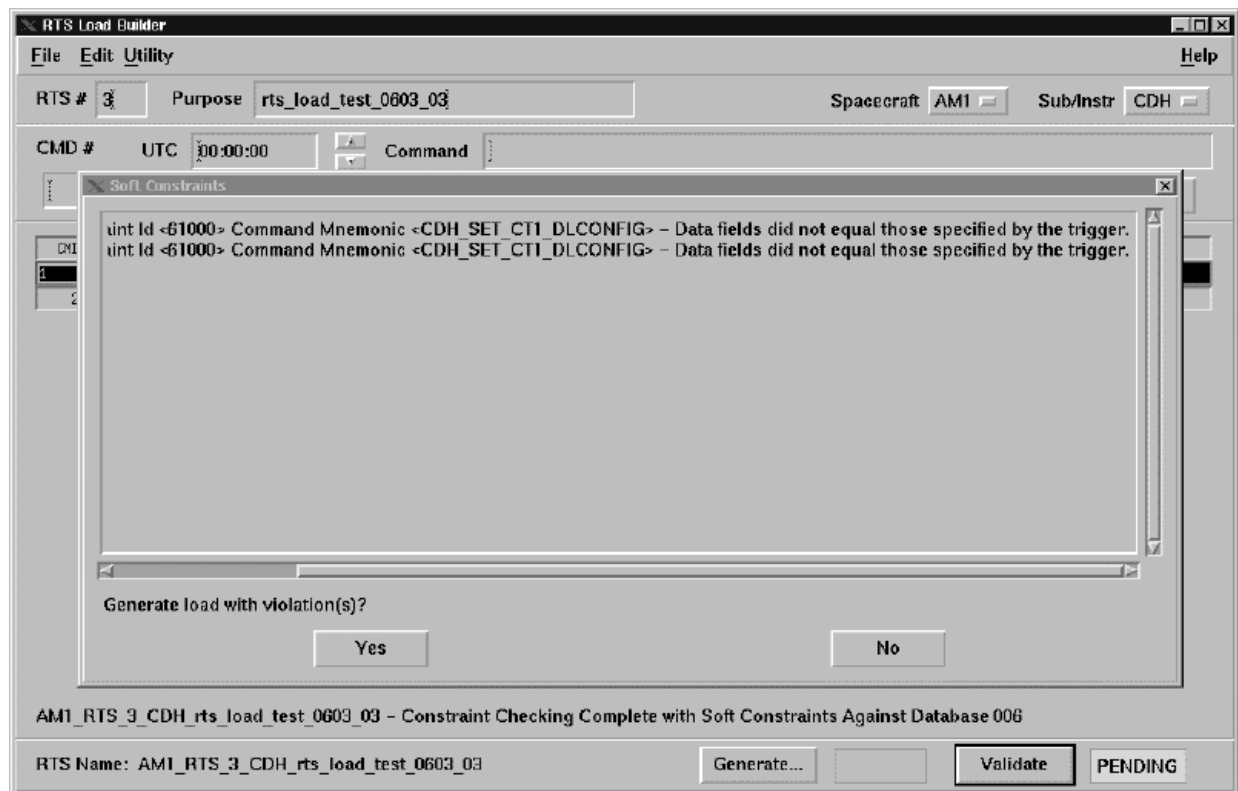 RTS Load Builder
File Edit Utility Help
RTS # 3 Purpose rts_load_test_0603_03 Spacecraft AM1 Sub/Instr CDH
CMD # UTC 00:00:00 Command
Soft Constraints
uint Id <61000> Command Mnemonic <CDH_SET_CT1_DLCONFIG> – Data fields did not equal those specified by the trigger.
uint Id <61000> Command Mnemonic <CDH_SET_CT1_DLCONFIG> – Data fields did not equal those specified by the trigger.
1
2
Generate load with violation(s)?
Yes No
AM1_RTS_3_CDH_rts_load_test_0603_03 – Constraint Checking Complete with Soft Constraints Against Database 006
RTS Name: AM1_RTS_3_CDH_rts_load_test_0603_03 Generate... Validate PENDING